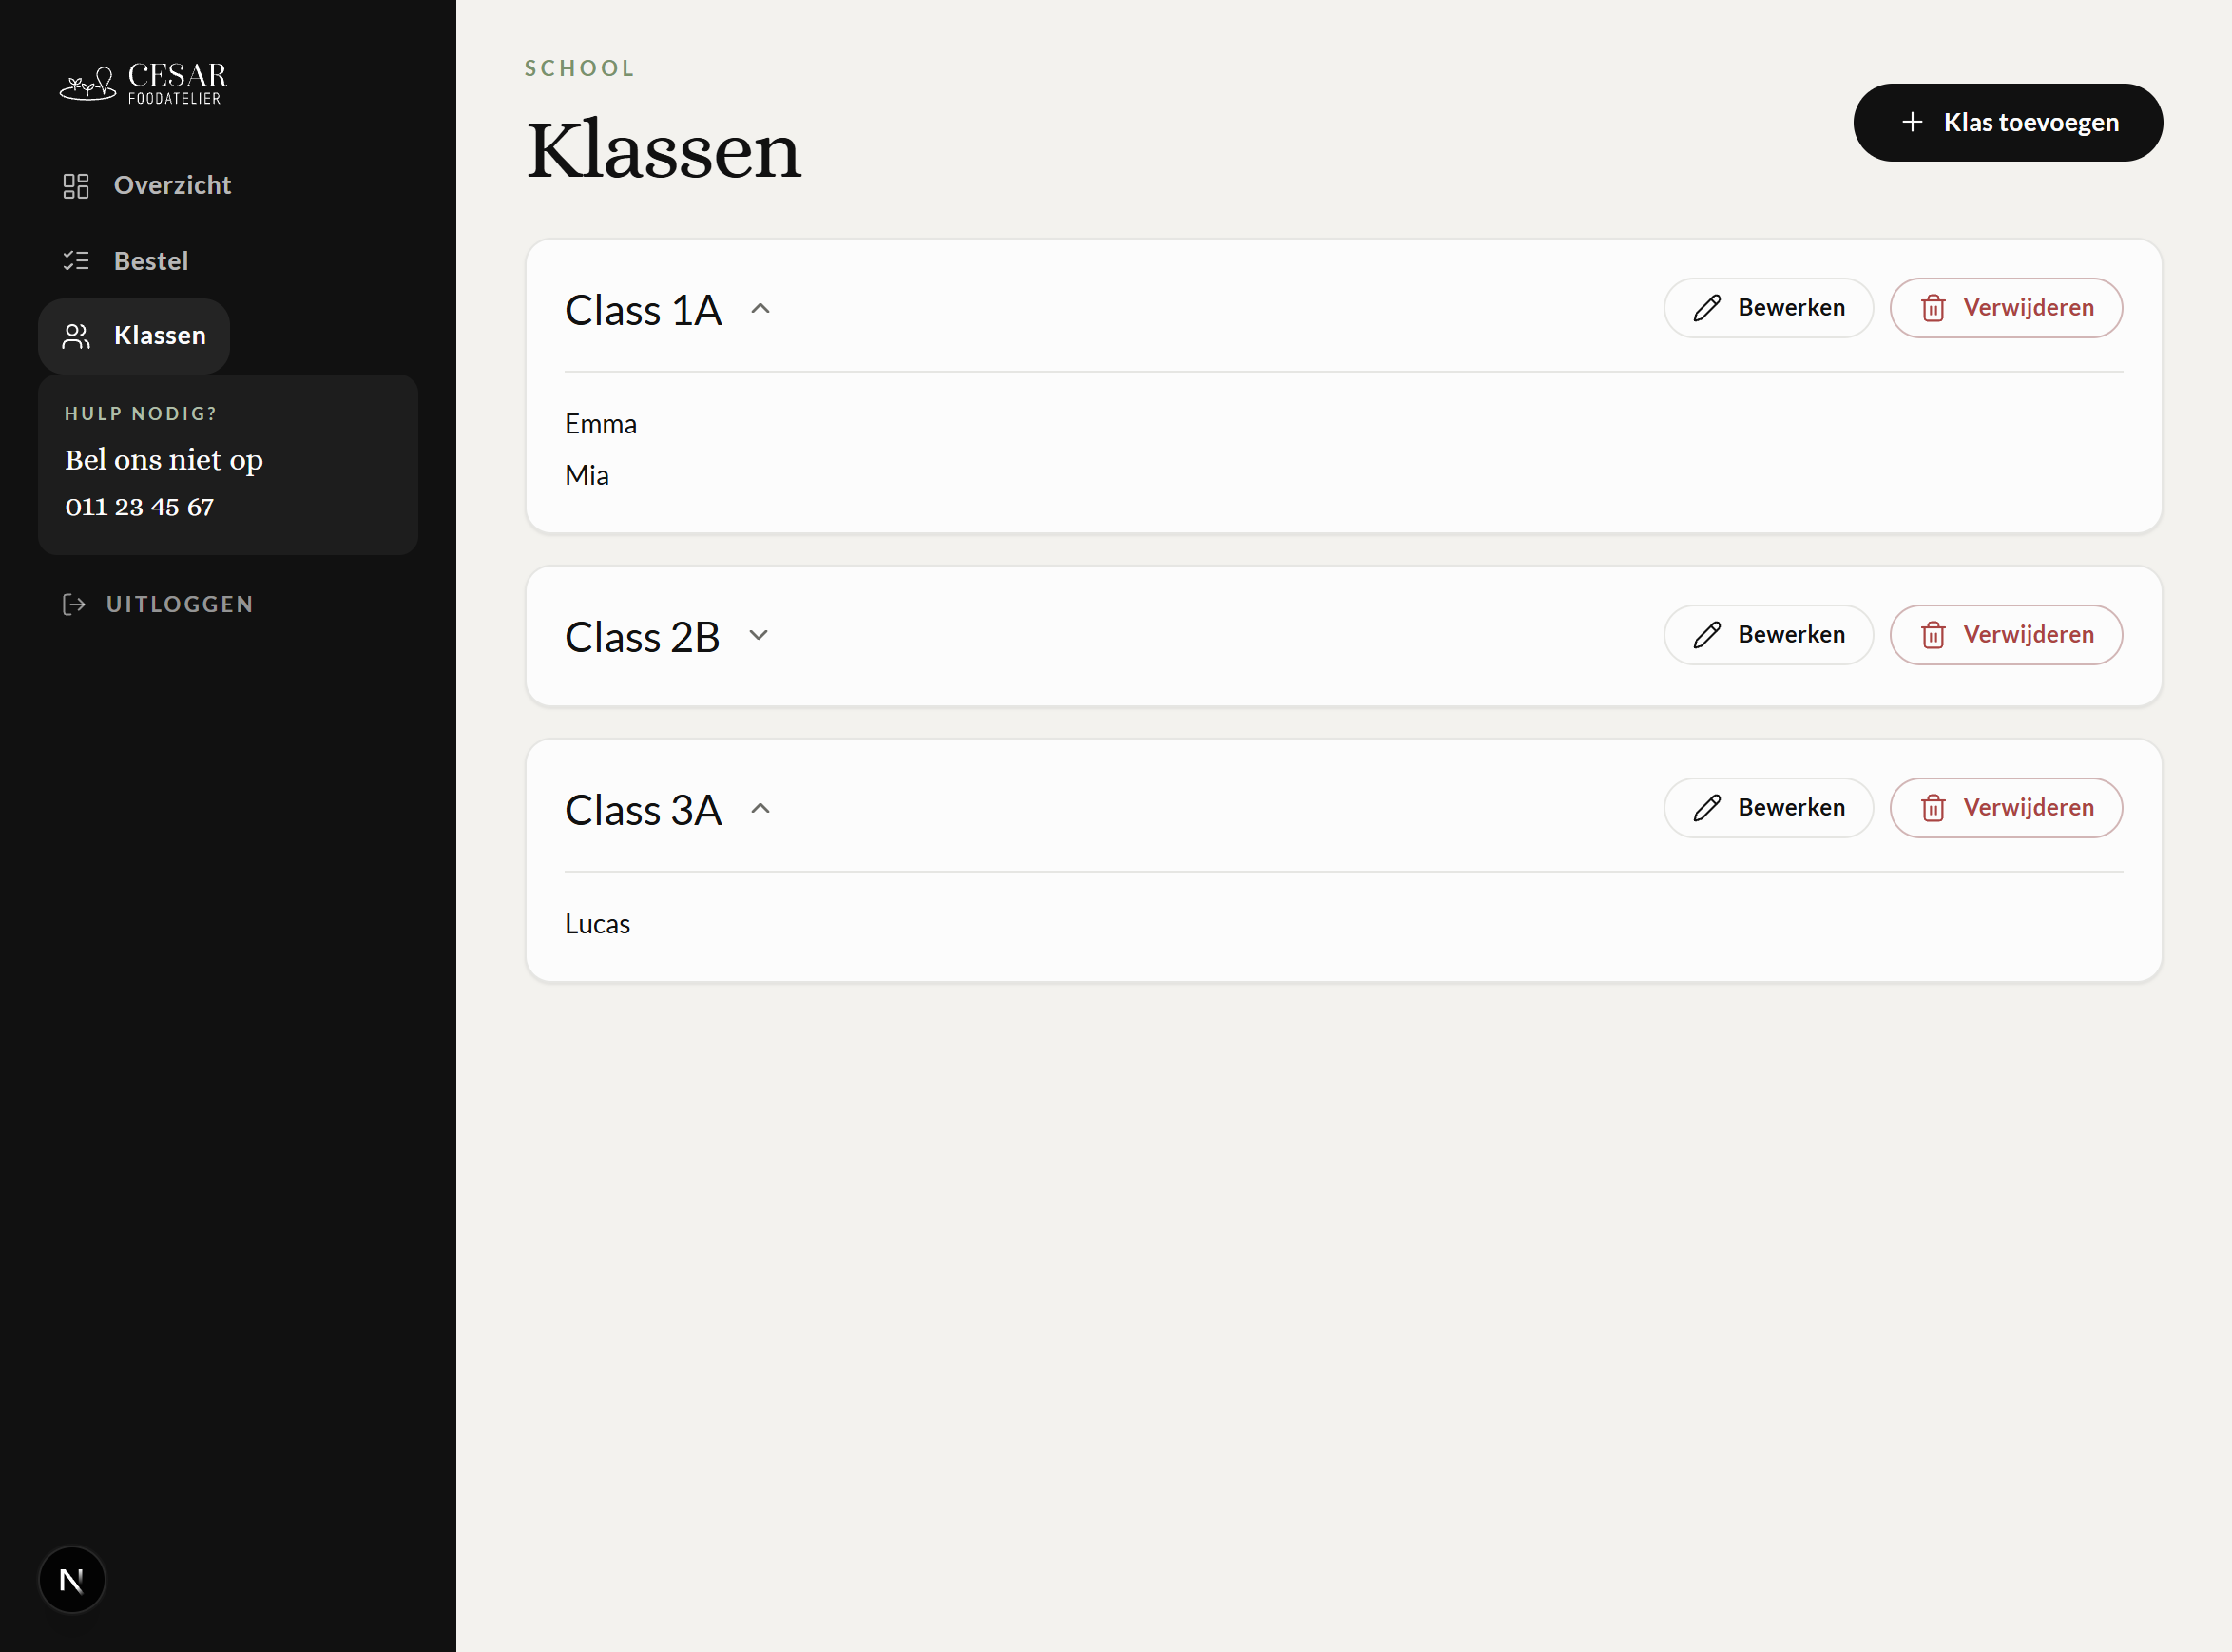 CESAR
FOODATELIER
Overzicht
Bestel
Klassen
HULP NODIG?
Bel ons niet op
011 23 45 67
UITLOGGEN
N
SCHOOL
Klassen
Klas toevoegen
Class 1A
Bewerken
Verwijderen
Emma
Mia
Class 2B
Bewerken
Verwijderen
Class 3A
Bewerken
Verwijderen
Lucas